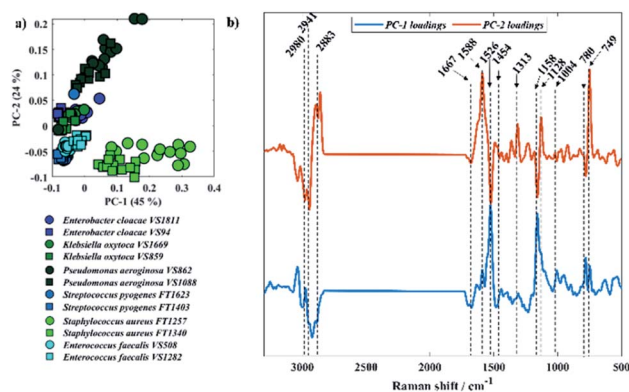 a)
PC-2 (24 %)
0.2
0.15
0.1
0.05
0
-0.05
-0.1
-0.1 0 0.1 0.2 0.3 0.4
PC-1 (45 %)
Enterobacter cloacae VS1811
Enterobacter cloacae VS94
Klebsiella oxytoca VS1669
Klebsiella oxytoca VS859
Pseudomonas aeroginosa VS862
Pseudomonas aeroginosa VS1088
Streptococcus pyogenes FT1623
Streptococcus pyogenes FT1403
Staphylococcus aureus FT1257
Staphylococcus aureus FT1340
Enterococcus faecalis VS508
Enterococcus faecalis VS1282
b)
PC-1 loadings PC-2 loadings
2980
2941
2883
1667
1588
1526
1454
1313
1158
1128
1004
780
749
3000 2500 2000 1500 1000 500
Raman shift / cm-1